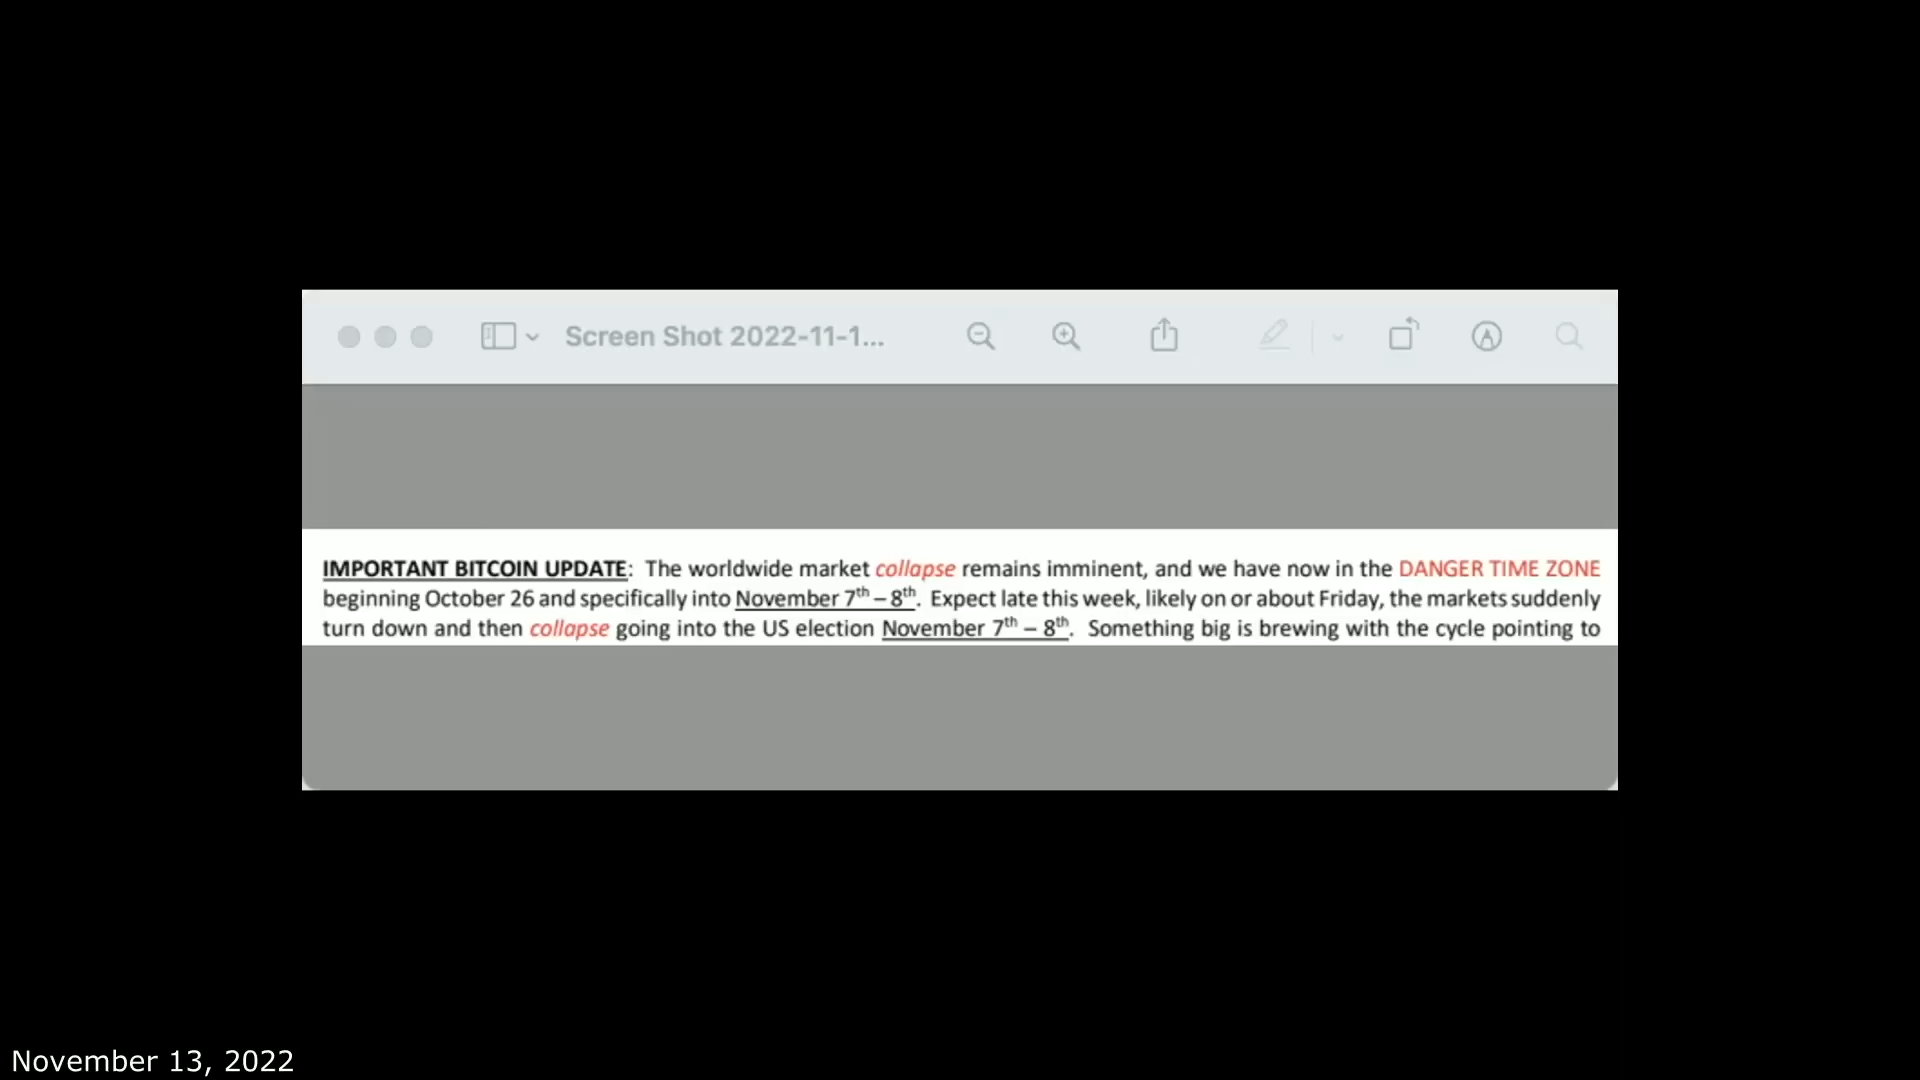 Screen Shot 2022-11-1...
IMPORTANT BITCOIN UPDATE: The worldwide market collapse remains imminent, and we have now in the DANGER TIME ZONE
beginning October 26 and specifically into November 7th – 8th. Expect late this week, likely on or about Friday, the markets suddenly
turn down and then collapse going into the US election November 7th – 8th. Something big is brewing with the cycle pointing to
November 13, 2022